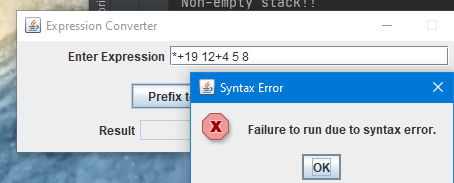 Non-empty stack!!
Expression Converter
Enter Expression *+19 12+4 5 8
Prefix t
Syntax Error
Failure to run due to syntax error.
OK
Result